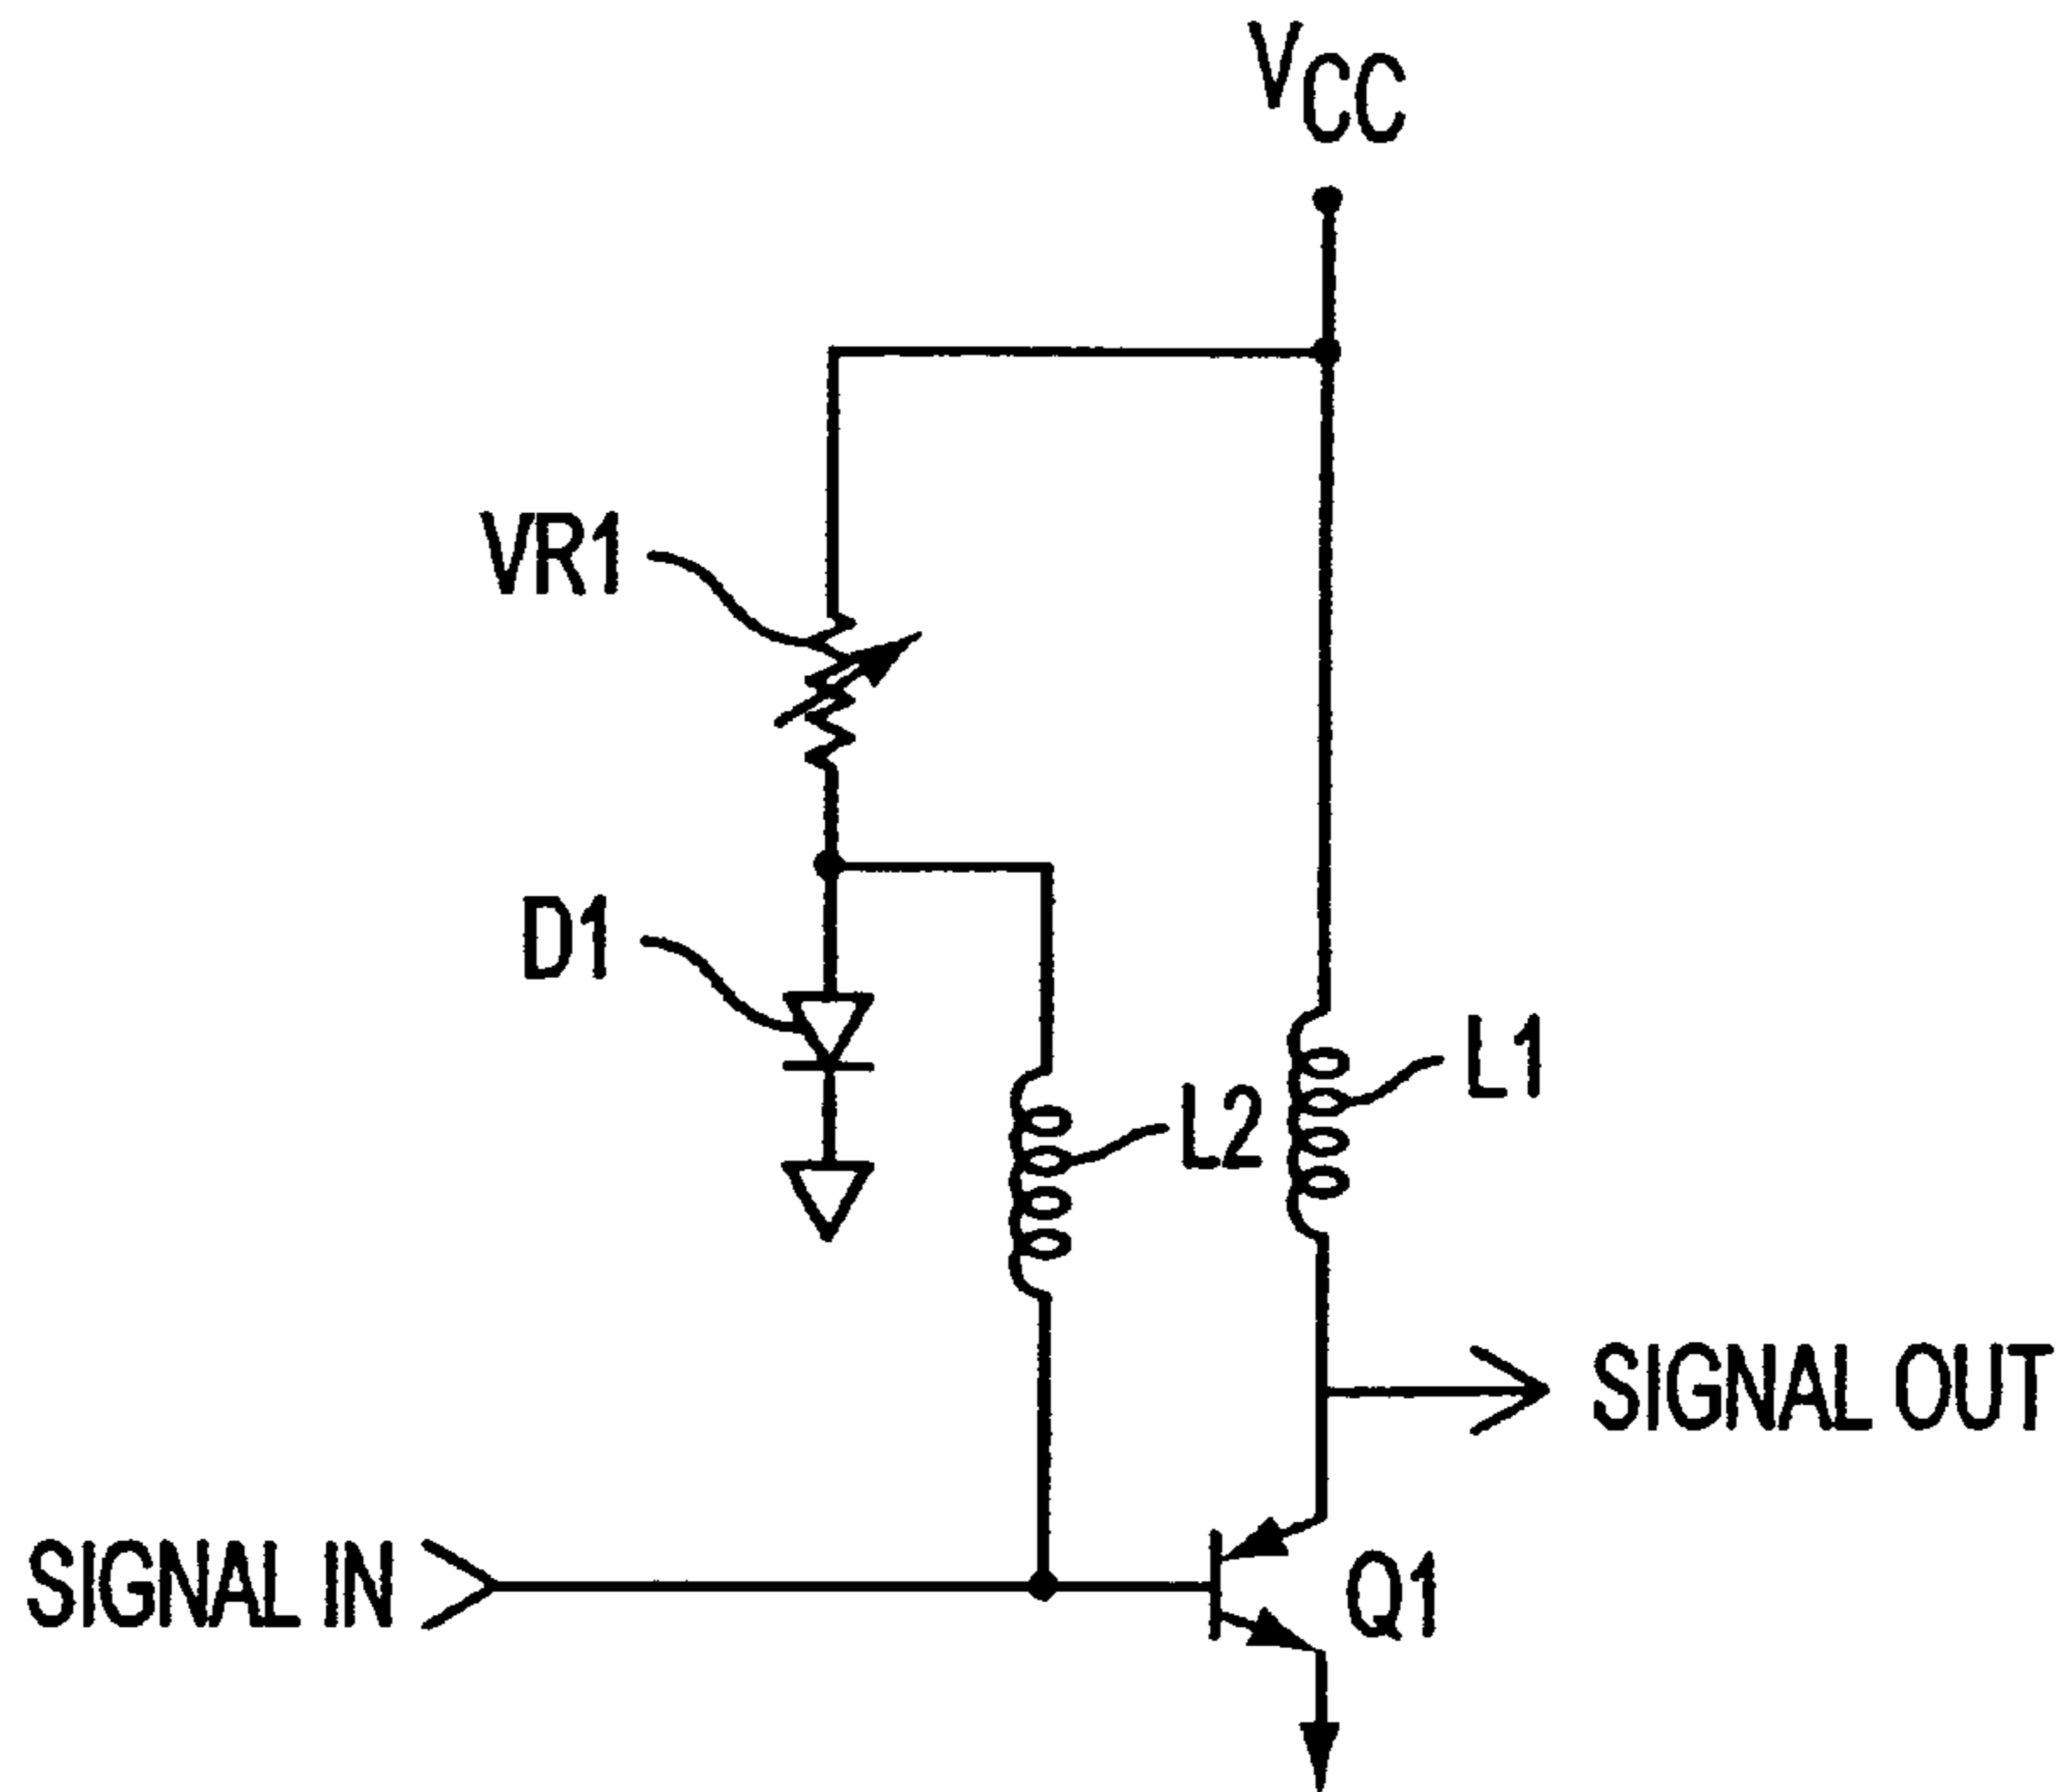 VCC
VR1
D1
L1
L2
SIGNAL OUT
SIGNAL IN
Q1